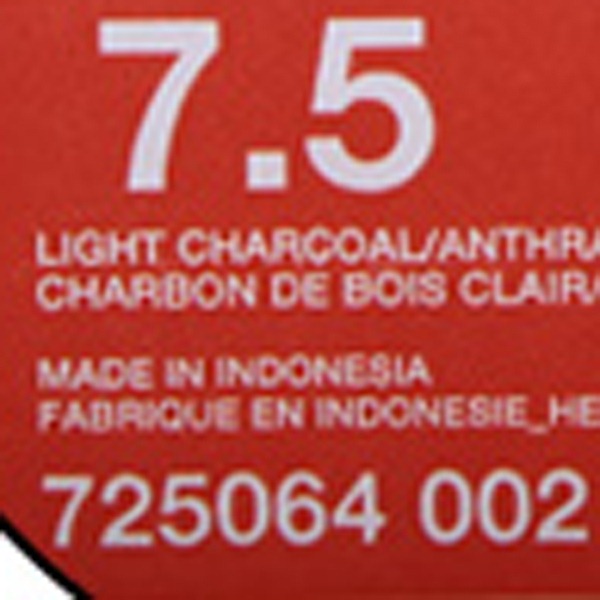 7.5
LIGHT CHARCOAL/ANTHRA
CHARBON DE BOIS CLAIR/
MADE IN INDONESIA
FABRIQUE EN INDONESIE_HE
725064 002